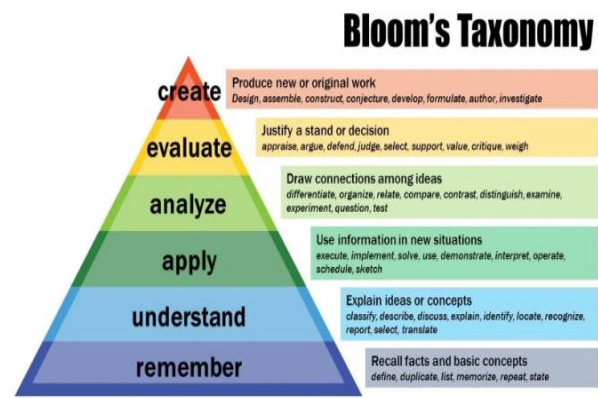 Bloom's Taxonomy
create
Produce new or original work
Design, assemble, construct, conjecture, develop, formulate, author, investigate
evaluate
Justify a stand or decision
appraise, argue, defend, judge, select, support, value, critique, weigh
analyze
Draw connections among ideas
differentiate, organize, relate, compare, contrast, distinguish, examine,
experiment, question, test
apply
Use information in new situations
execute, implement, solve, use, demonstrate, interpret, operate,
schedule, sketch
understand
Explain ideas or concepts
classify, describe, discuss, explain, identify, locate, recognize,
report, select, translate
remember
Recall facts and basic concepts
define, duplicate, list, memorize, repeat, state